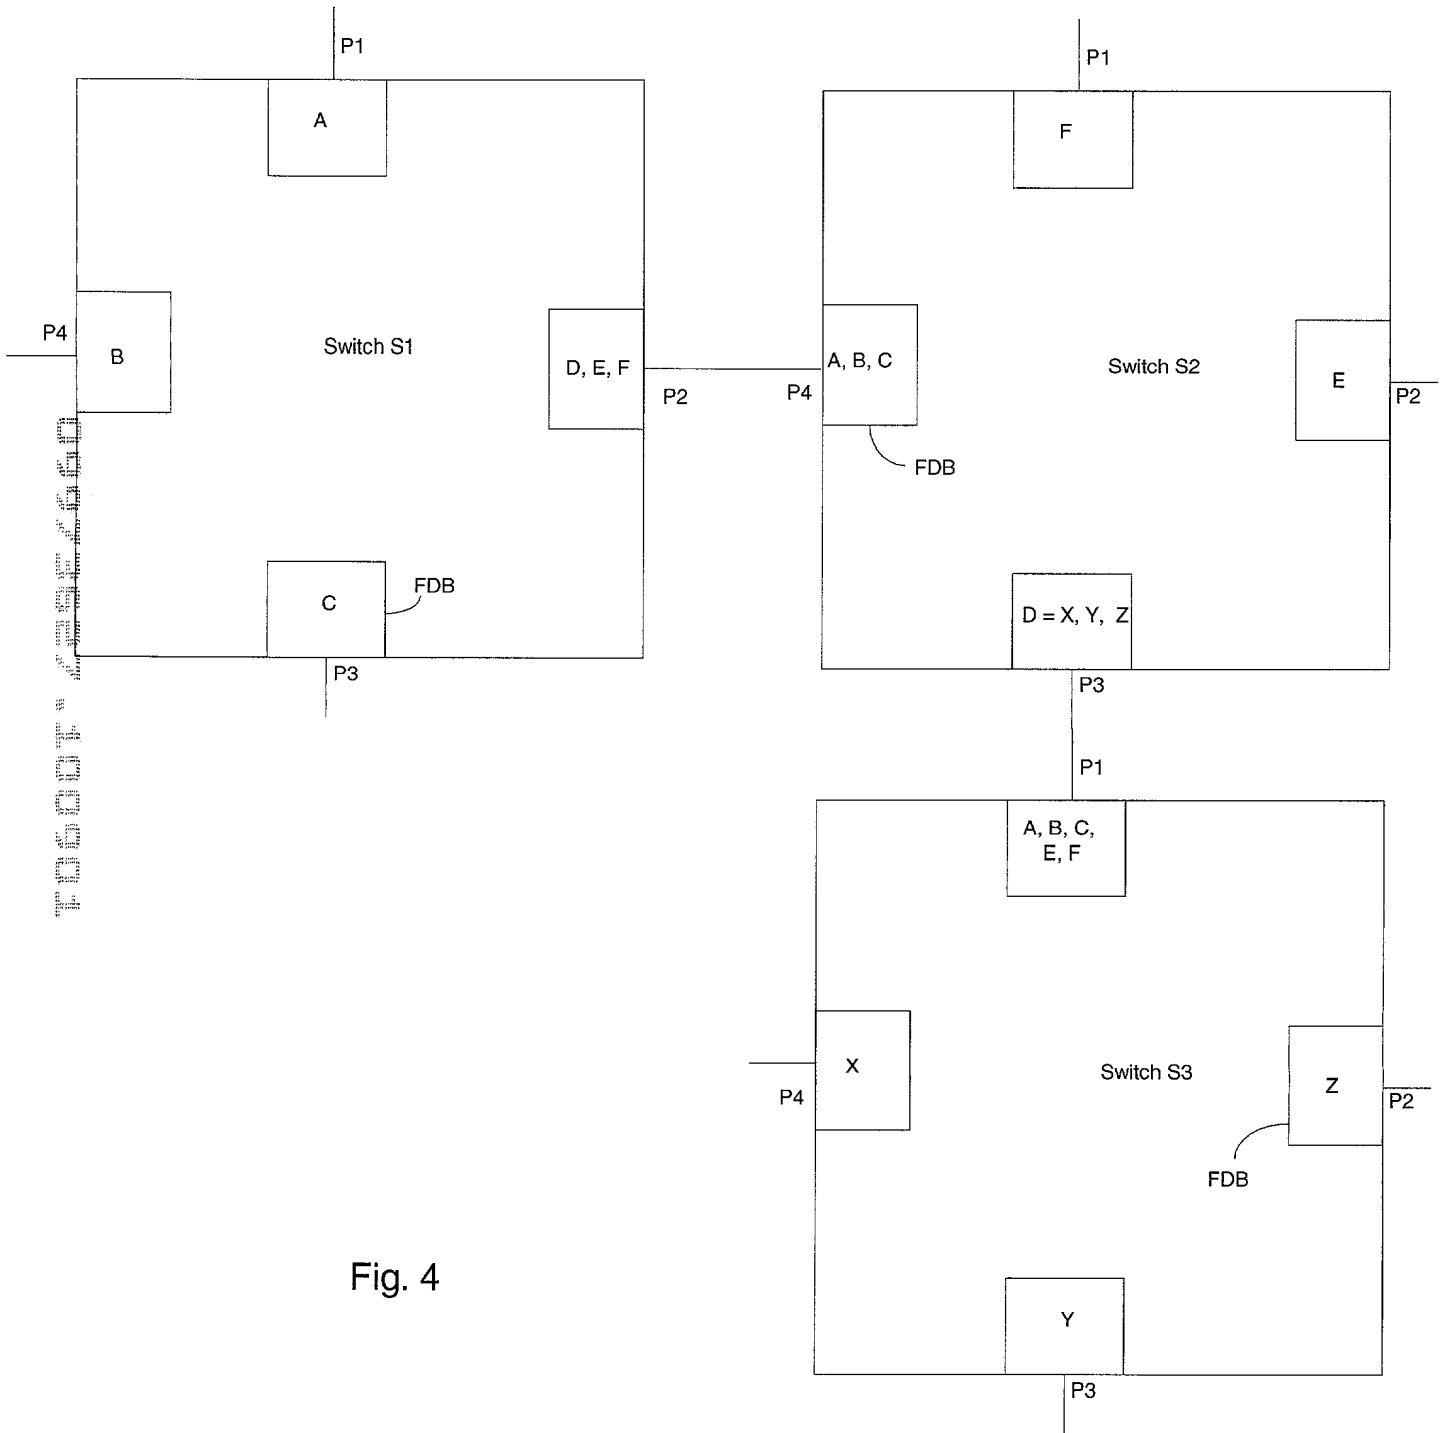 P1
A
P4
B
Switch S1
D, E, F
P2
C
FDB
P3
P1
F
A, B, C
P4
FDB
Switch S2
E
P2
D = X, Y, Z
P3
P1
A, B, C,
E, F
X
P4
Switch S3
Z
P2
FDB
Y
P3
Fig. 4